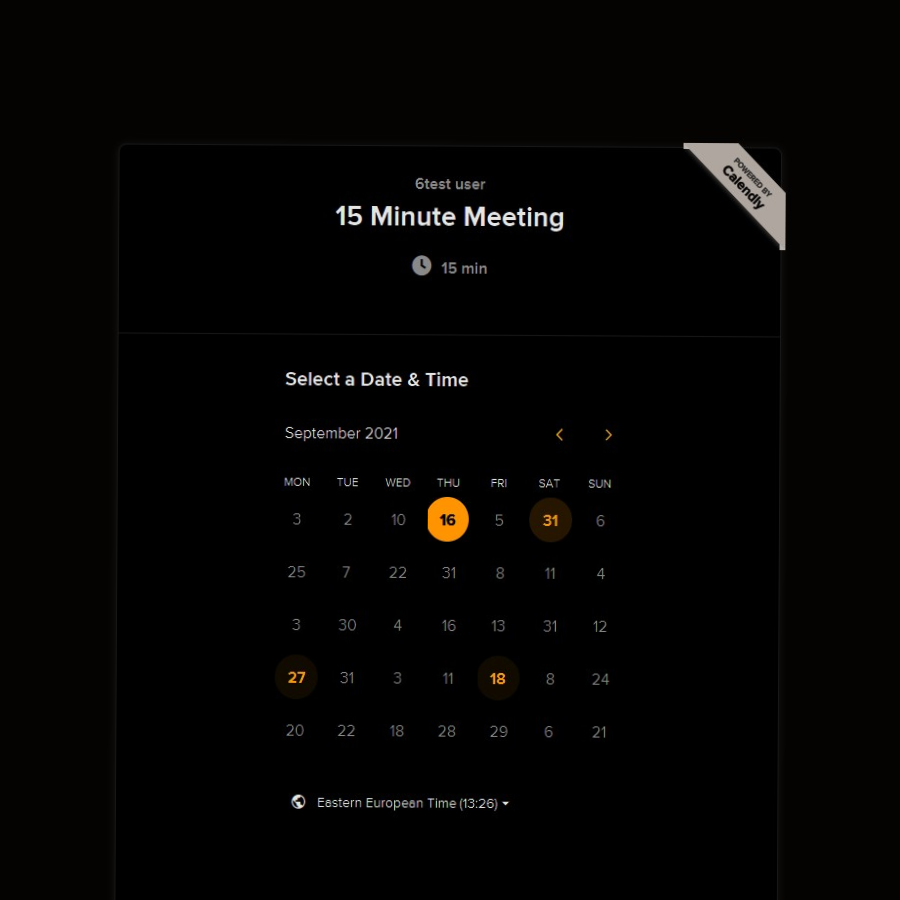 POWERED BY
Calendly
6test user
15 Minute Meeting
15 min
Select a Date & Time
September 2021
MON TUE WED THU FRI SAT SUN
3 2 10 16 5 31 6
25 7 22 31 8 11 4
3 30 4 16 13 31 12
27 31 3 11 18 8 24
20 22 18 28 29 6 21
Eastern European Time (13:26)